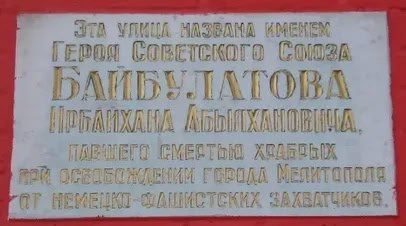 Эта улица названа именем
Героя Советского Союза
Байбулатова
Ирбайхана Абылхановича,
павшего смертью храбрых
при освобождении города Мелитополя
от немецко-фашистских захватчиков.